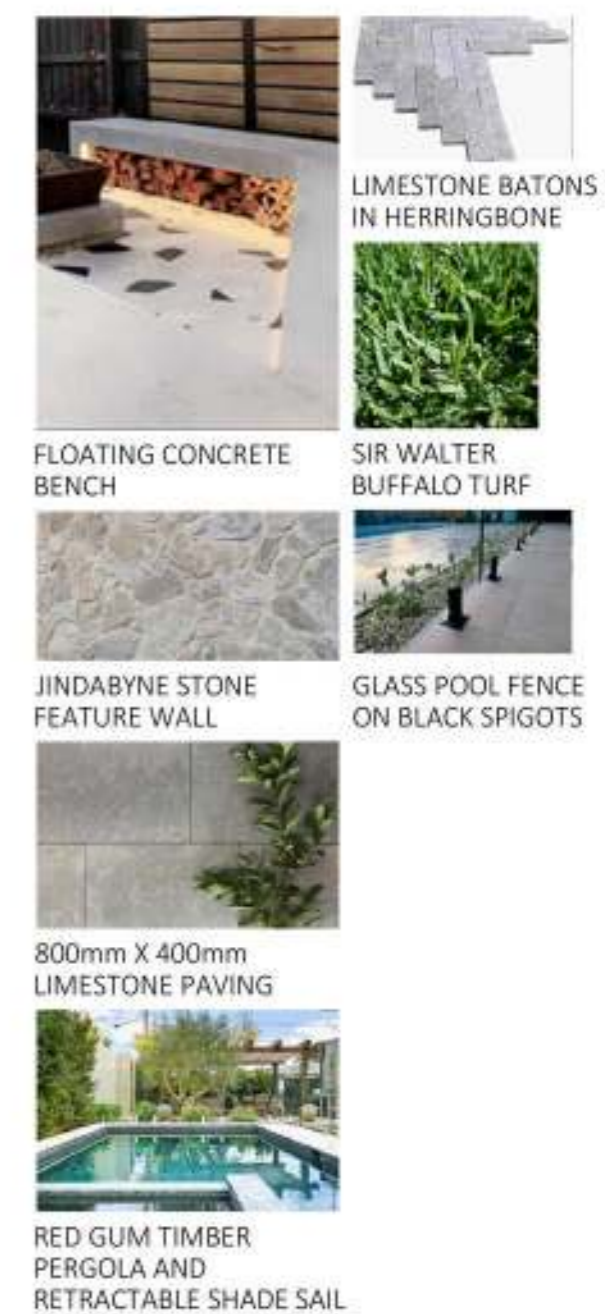 LIMESTONE BATONS
IN HERRINGBONE
FLOATING CONCRETE
BENCH
SIR WALTER
BUFFALO TURF
JINDABYNE STONE
FEATURE WALL
GLASS POOL FENCE
ON BLACK SPIGOTS
800mm X 400mm
LIMESTONE PAVING
RED GUM TIMBER
PERGOLA AND
RETRACTABLE SHADE SAIL